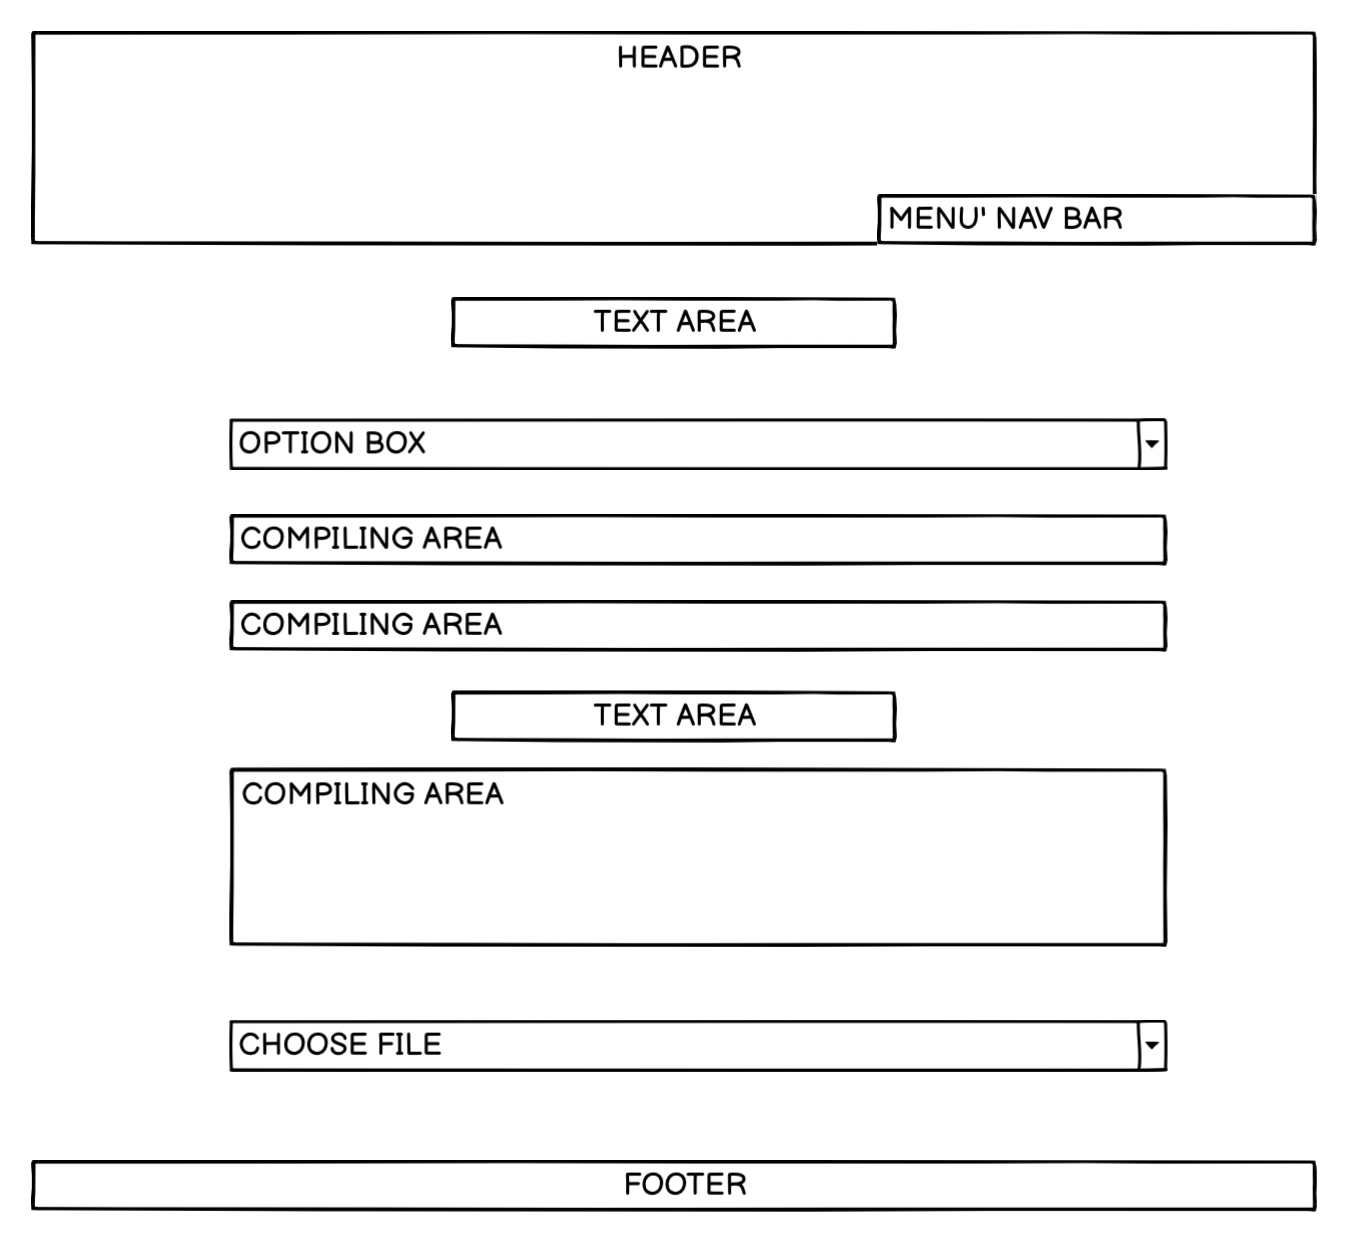 HEADER
MENU' NAV BAR
TEXT AREA
OPTION BOX
COMPILING AREA
COMPILING AREA
TEXT AREA
COMPILING AREA
CHOOSE FILE
FOOTER